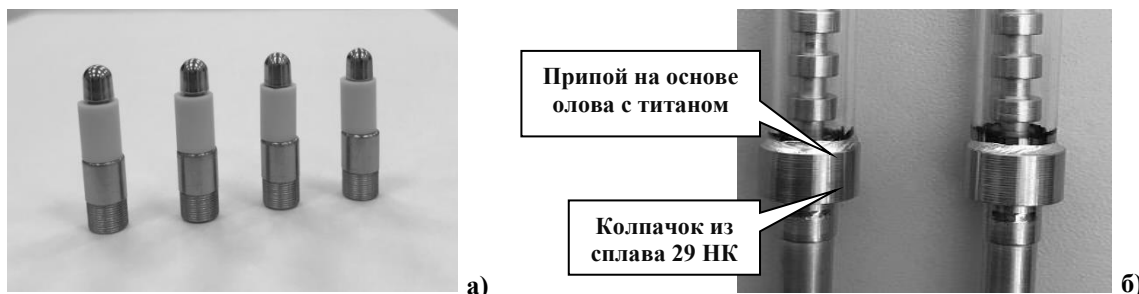 Припой на основе
олова с титаном
Колпачок из
сплава 29 НК
а)
б)